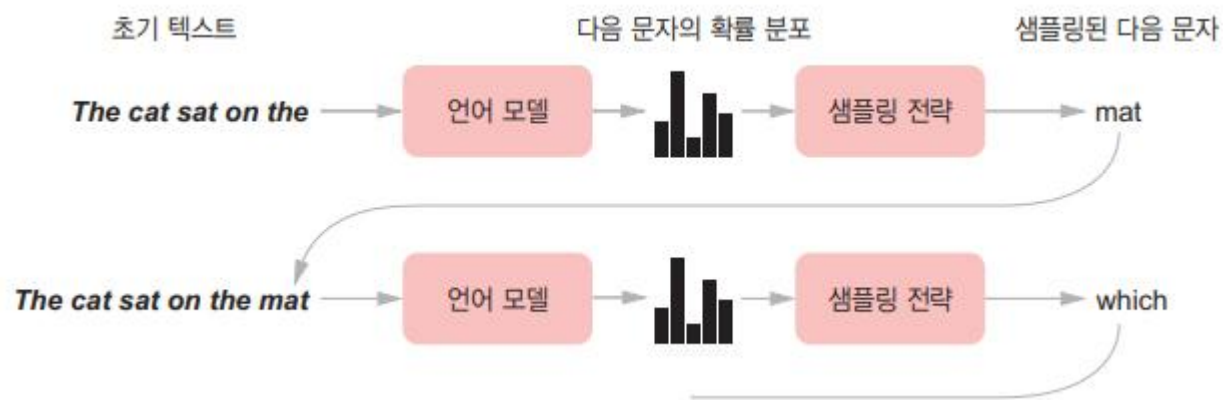 초기 텍스트 다음 문자의 확률 분포 샘플링된 다음 문자
The cat sat on the 언어 모델 샘플링 전략 mat
The cat sat on the mat 언어 모델 샘플링 전략 which